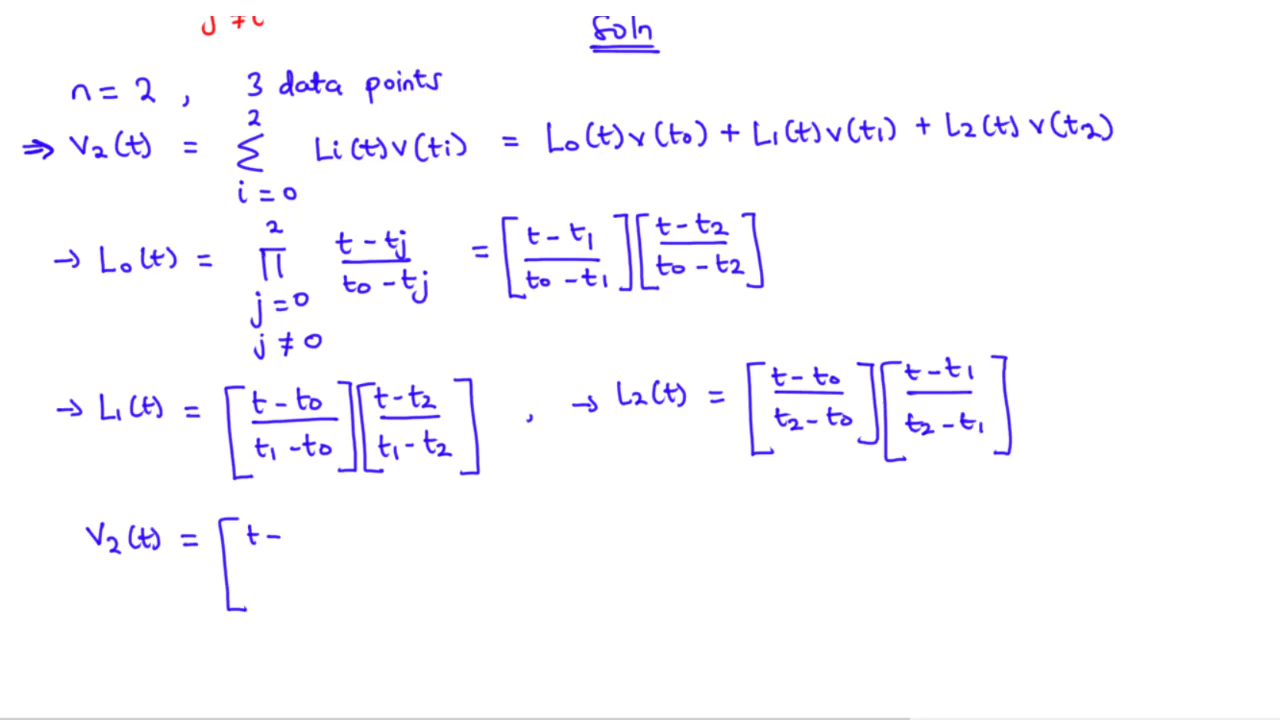 j ≠ i
Soln
n = 2 , 3 data points
⇒ V₂(t) = 2 Σ i = 0 Li(t)v(ti) = L₀(t)v(t₀) + L₁(t)v(t₁) + L₂(t)v(t₂)
→ L₀(t) = 2 Π j = 0 j ≠ 0 (t - tj)/(t₀ - tj) = [(t - t₁)/(t₀ - t₁)][(t - t₂)/(t₀ - t₂)]
→ L₁(t) = [(t - t₀)/(t₁ - t₀)][(t - t₂)/(t₁ - t₂)] , → L₂(t) = [(t - t₀)/(t₂ - t₀)][(t - t₁)/(t₂ - t₁)]
V₂(t) = [t -